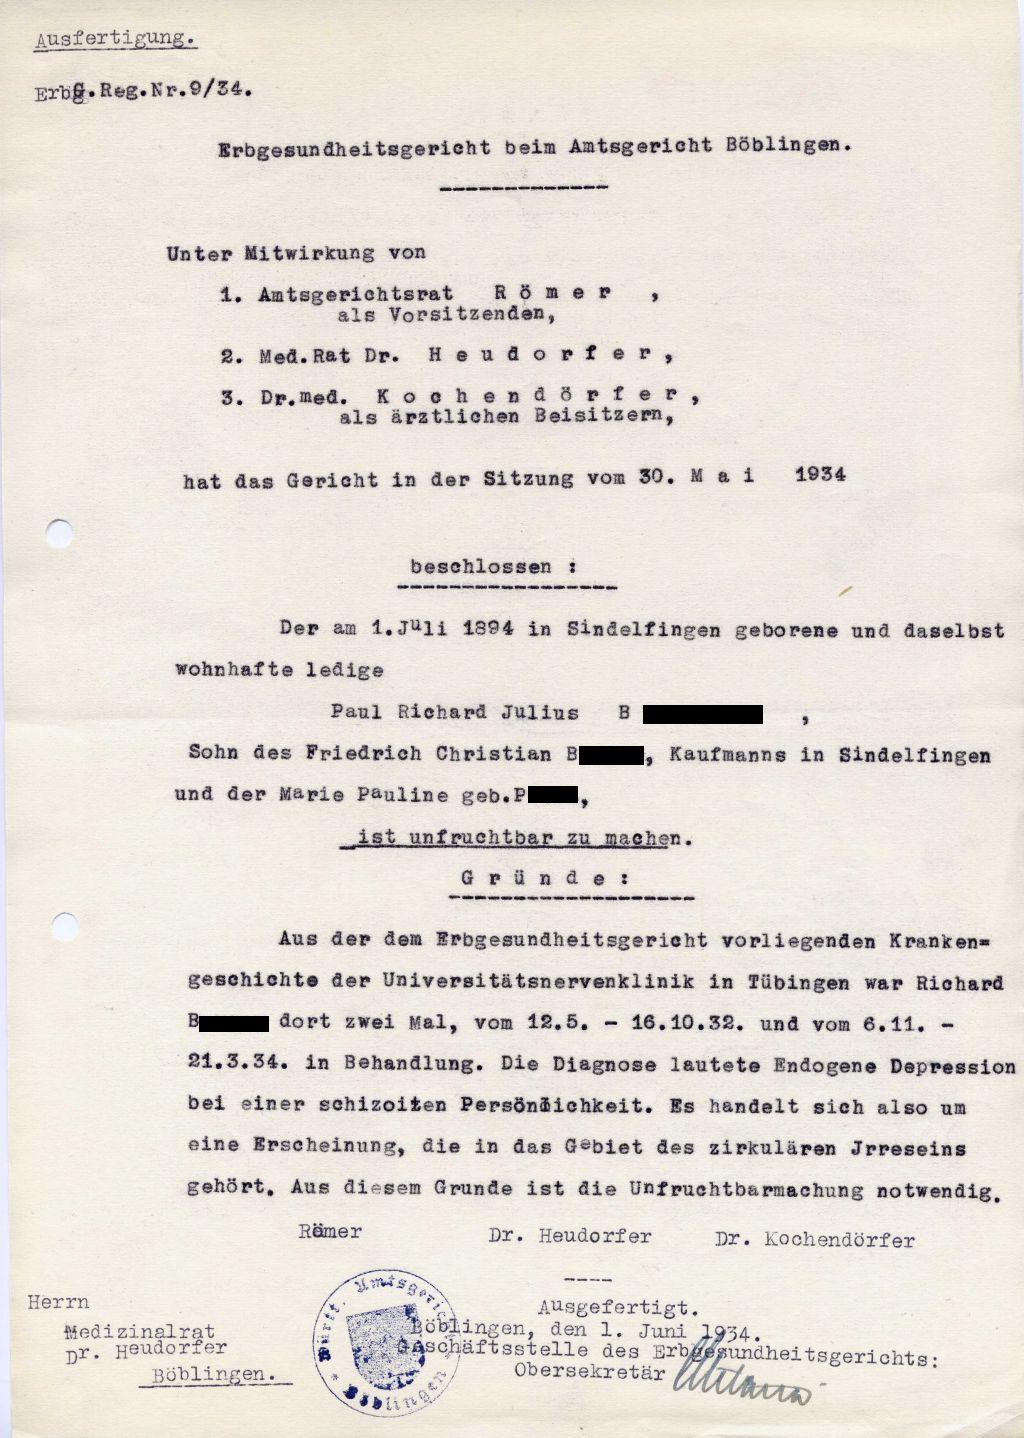 Ausfertigung.
ErbG.Reg.Nr.9/34.
Erbgesundheitsgericht beim Amtsgericht Böblingen.
Unter Mitwirkung von
1. Amtsgerichtsrat R ö m e r ,
als Vorsitzenden,
2. Med.Rat Dr. H e u d o r f e r ,
3. Dr.med. K o c h e n d ö r f e r ,
als ärztlichen Beisitzern,
hat das Gericht in der Sitzung vom 30. M a i 1934
beschlossen :
Der am 1.Juli 1894 in Sindelfingen geborene und daselbst
wohnhafte ledige
Paul Richard Julius B ,
Sohn des Friedrich Christian B , Kaufmanns in Sindelfingen
und der Marie Pauline geb.P ,
ist unfruchtbar zu machen.
G r ü n d e :
Aus der dem Erbgesundheitsgericht vorliegenden Kranken=
geschichte der Universitätsnervenklinik in Tübingen war Richard
B dort zwei Mal, vom 12.5. - 16.10.32. und vom 6.11. -
21.3.34. in Behandlung. Die Diagnose lautete Endogene Depression
bei einer schizoiten Persönlichkeit. Es handelt sich also um
eine Erscheinung, die in das Gebiet des zirkulären Jrreseins
gehört. Aus diesem Grunde ist die Unfruchtbarmachung notwendig.
Römer Dr. Heudorfer Dr. Kochendörfer
Ausgefertigt.
Böblingen, den 1. Juni 1934.
Geschäftsstelle des Erbgesundheitsgerichts:
Obersekretär
Herrn
Medizinalrat
Dr. Heudorfer
Böblingen.
Württ. Amtsgericht
* Böblingen *